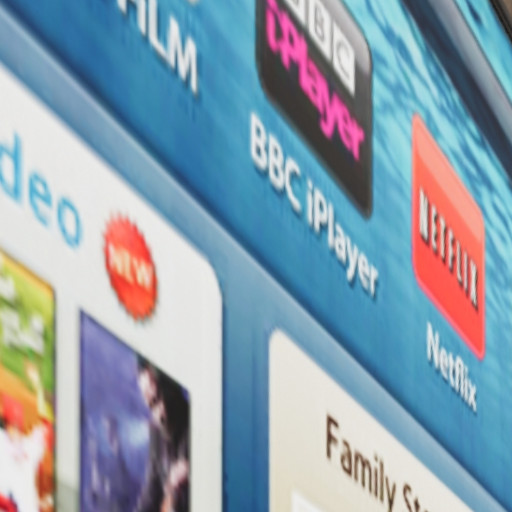 FILM
BBC
iPlayer
BBC iPlayer
NETFLIX
Netflix
deo
NEW
Family St